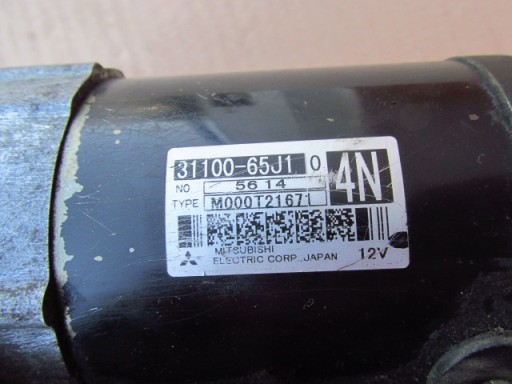 31100-65J1 0
4N
NO 5614
TYPE M000T21671
MITSUBISHI
ELECTRIC CORP. JAPAN 12V